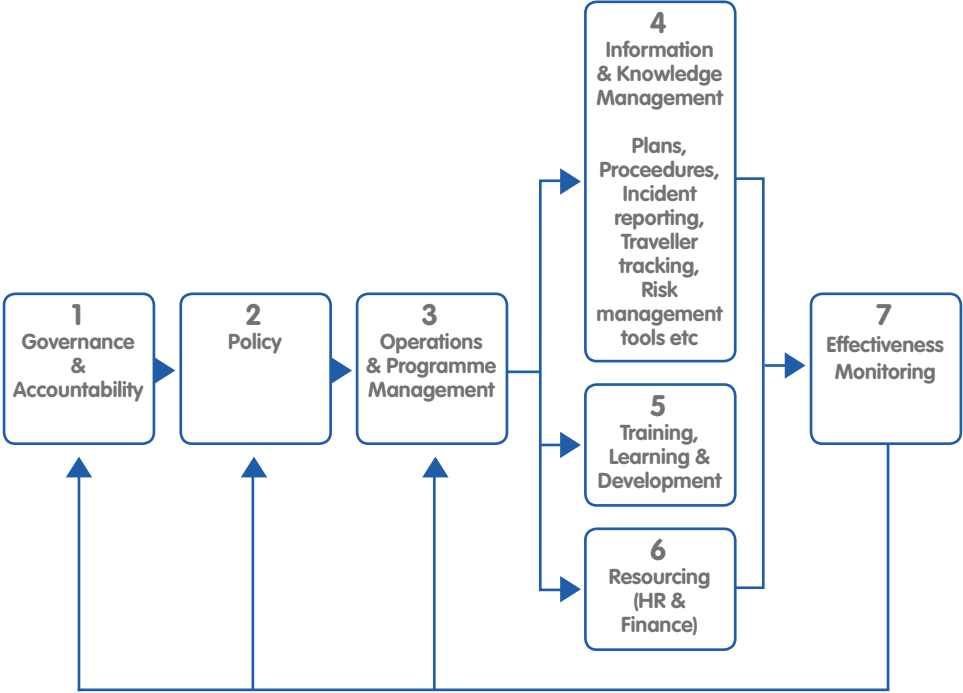 1
Governance
&
Accountability
2
Policy
3
Operations
& Programme
Management
4
Information
& Knowledge
Management
Plans,
Proceedures,
Incident
reporting,
Traveller
tracking,
Risk
management
tools etc
5
Training,
Learning &
Development
6
Resourcing
(HR &
Finance)
7
Effectiveness
Monitoring